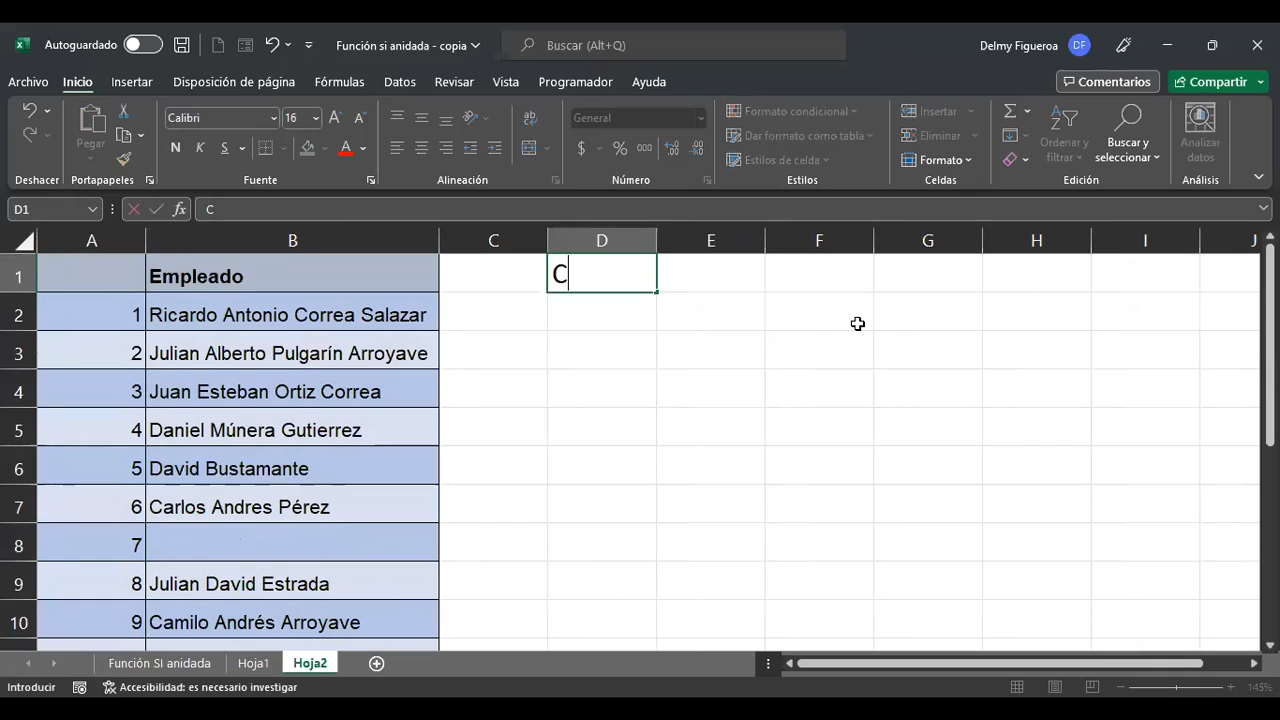 Autoguardado
Función si anidada - copia
Buscar (Alt+Q)
Delmy Figueroa
DF
Archivo Inicio Insertar Disposición de página Fórmulas Datos Revisar Vista Programador Ayuda
Comentarios
Compartir
Pegar
Calibri 16
N K S
General
$ % 000
Formato condicional
Dar formato como tabla
Estilos de celda
Insertar
Eliminar
Formato
Ordenar y filtrar
Buscar y seleccionar
Analizar datos
Deshacer Portapapeles Fuente Alineación Número Estilos Celdas Edición Análisis
D1 fx C
A B C D E F G H I J
1 Empleado C
2 1 Ricardo Antonio Correa Salazar
3 2 Julian Alberto Pulgarín Arroyave
4 3 Juan Esteban Ortiz Correa
5 4 Daniel Múnera Gutierrez
6 5 David Bustamante
7 6 Carlos Andres Pérez
8 7
9 8 Julian David Estrada
10 9 Camilo Andrés Arroyave
Función SI anidada Hoja1 Hoja2
Introducir Accesibilidad: es necesario investigar 145%